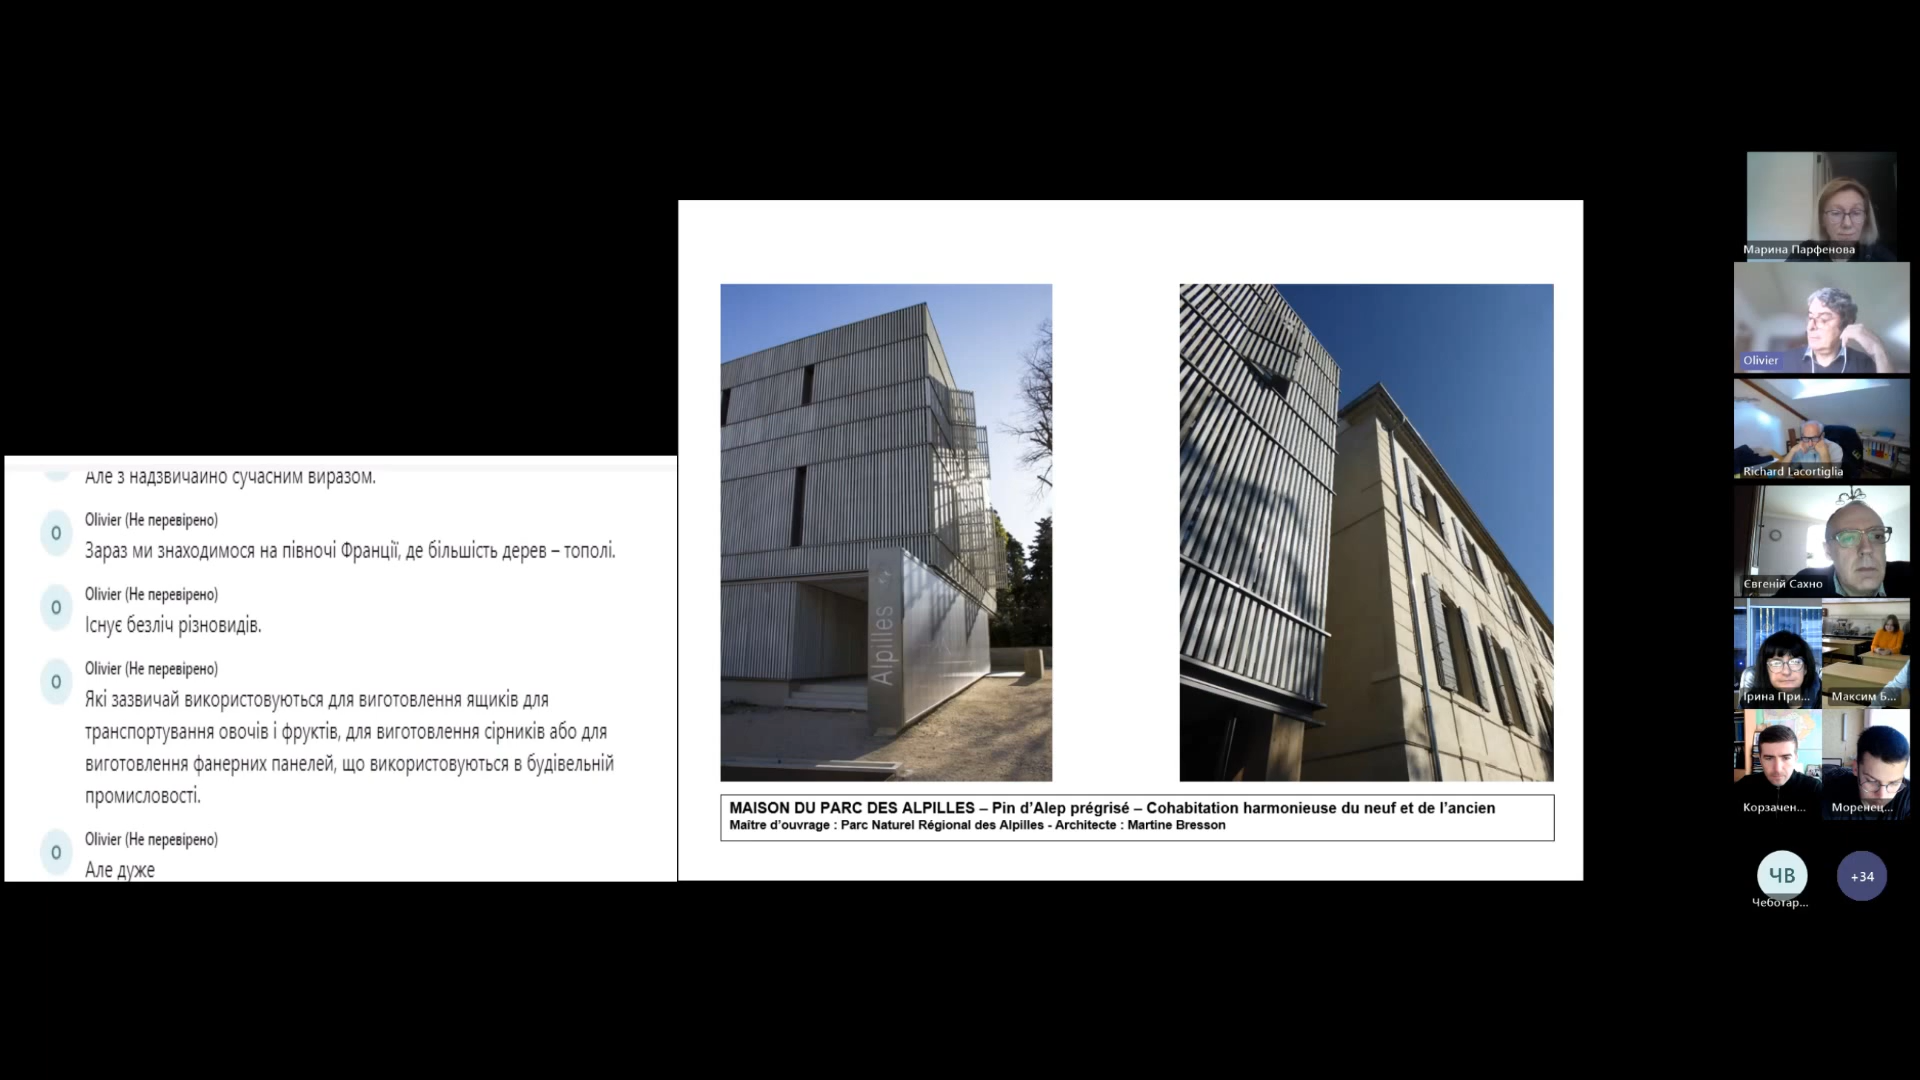 Але з надзвичайно сучасним виразом.
О
Olivier (Не перевірено)
Зараз ми знаходимося на півночі Франції, де більшість дерев – тополі.
О
Olivier (Не перевірено)
Існує безліч різновидів.
О
Olivier (Не перевірено)
Які зазвичай використовуються для виготовлення ящиків для
транспортування овочів і фруктів, для виготовлення сірників або для
виготовлення фанерних панелей, що використовуються в будівельній
промисловості.
О
Olivier (Не перевірено)
Але дуже
Alpilles
MAISON DU PARC DES ALPILLES – Pin d’Alep prégrisé – Cohabitation harmonieuse du neuf et de l’ancien
Maître d’ouvrage : Parc Naturel Régional des Alpilles - Architecte : Martine Bresson
Марина Парфенова
Olivier
Richard Lacortiglia
Євгеній Сахно
Ірина При...
Максим Б...
Корзачен...
Моренец...
ЧВ
Чеботар...
+34